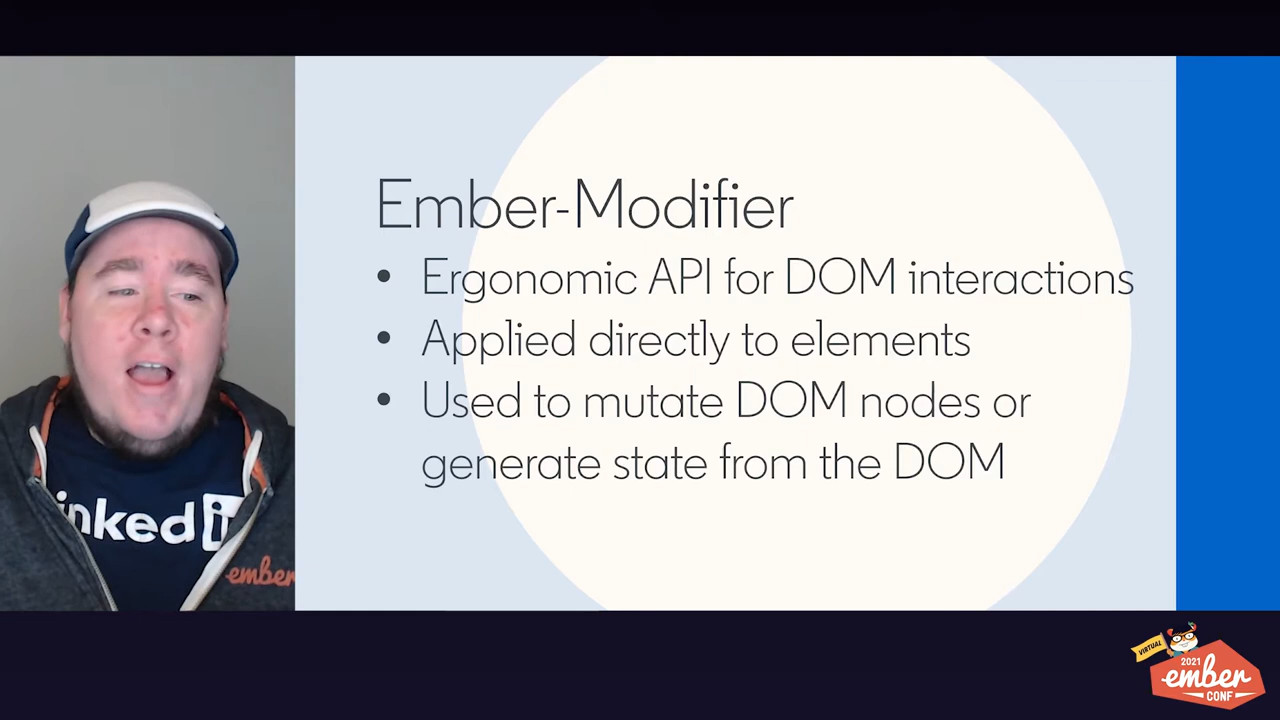 Ember-Modifier
• Ergonomic API for DOM interactions
• Applied directly to elements
• Used to mutate DOM nodes or
generate state from the DOM
inked in
ember
VIRTUAL
2021
ember
CONF